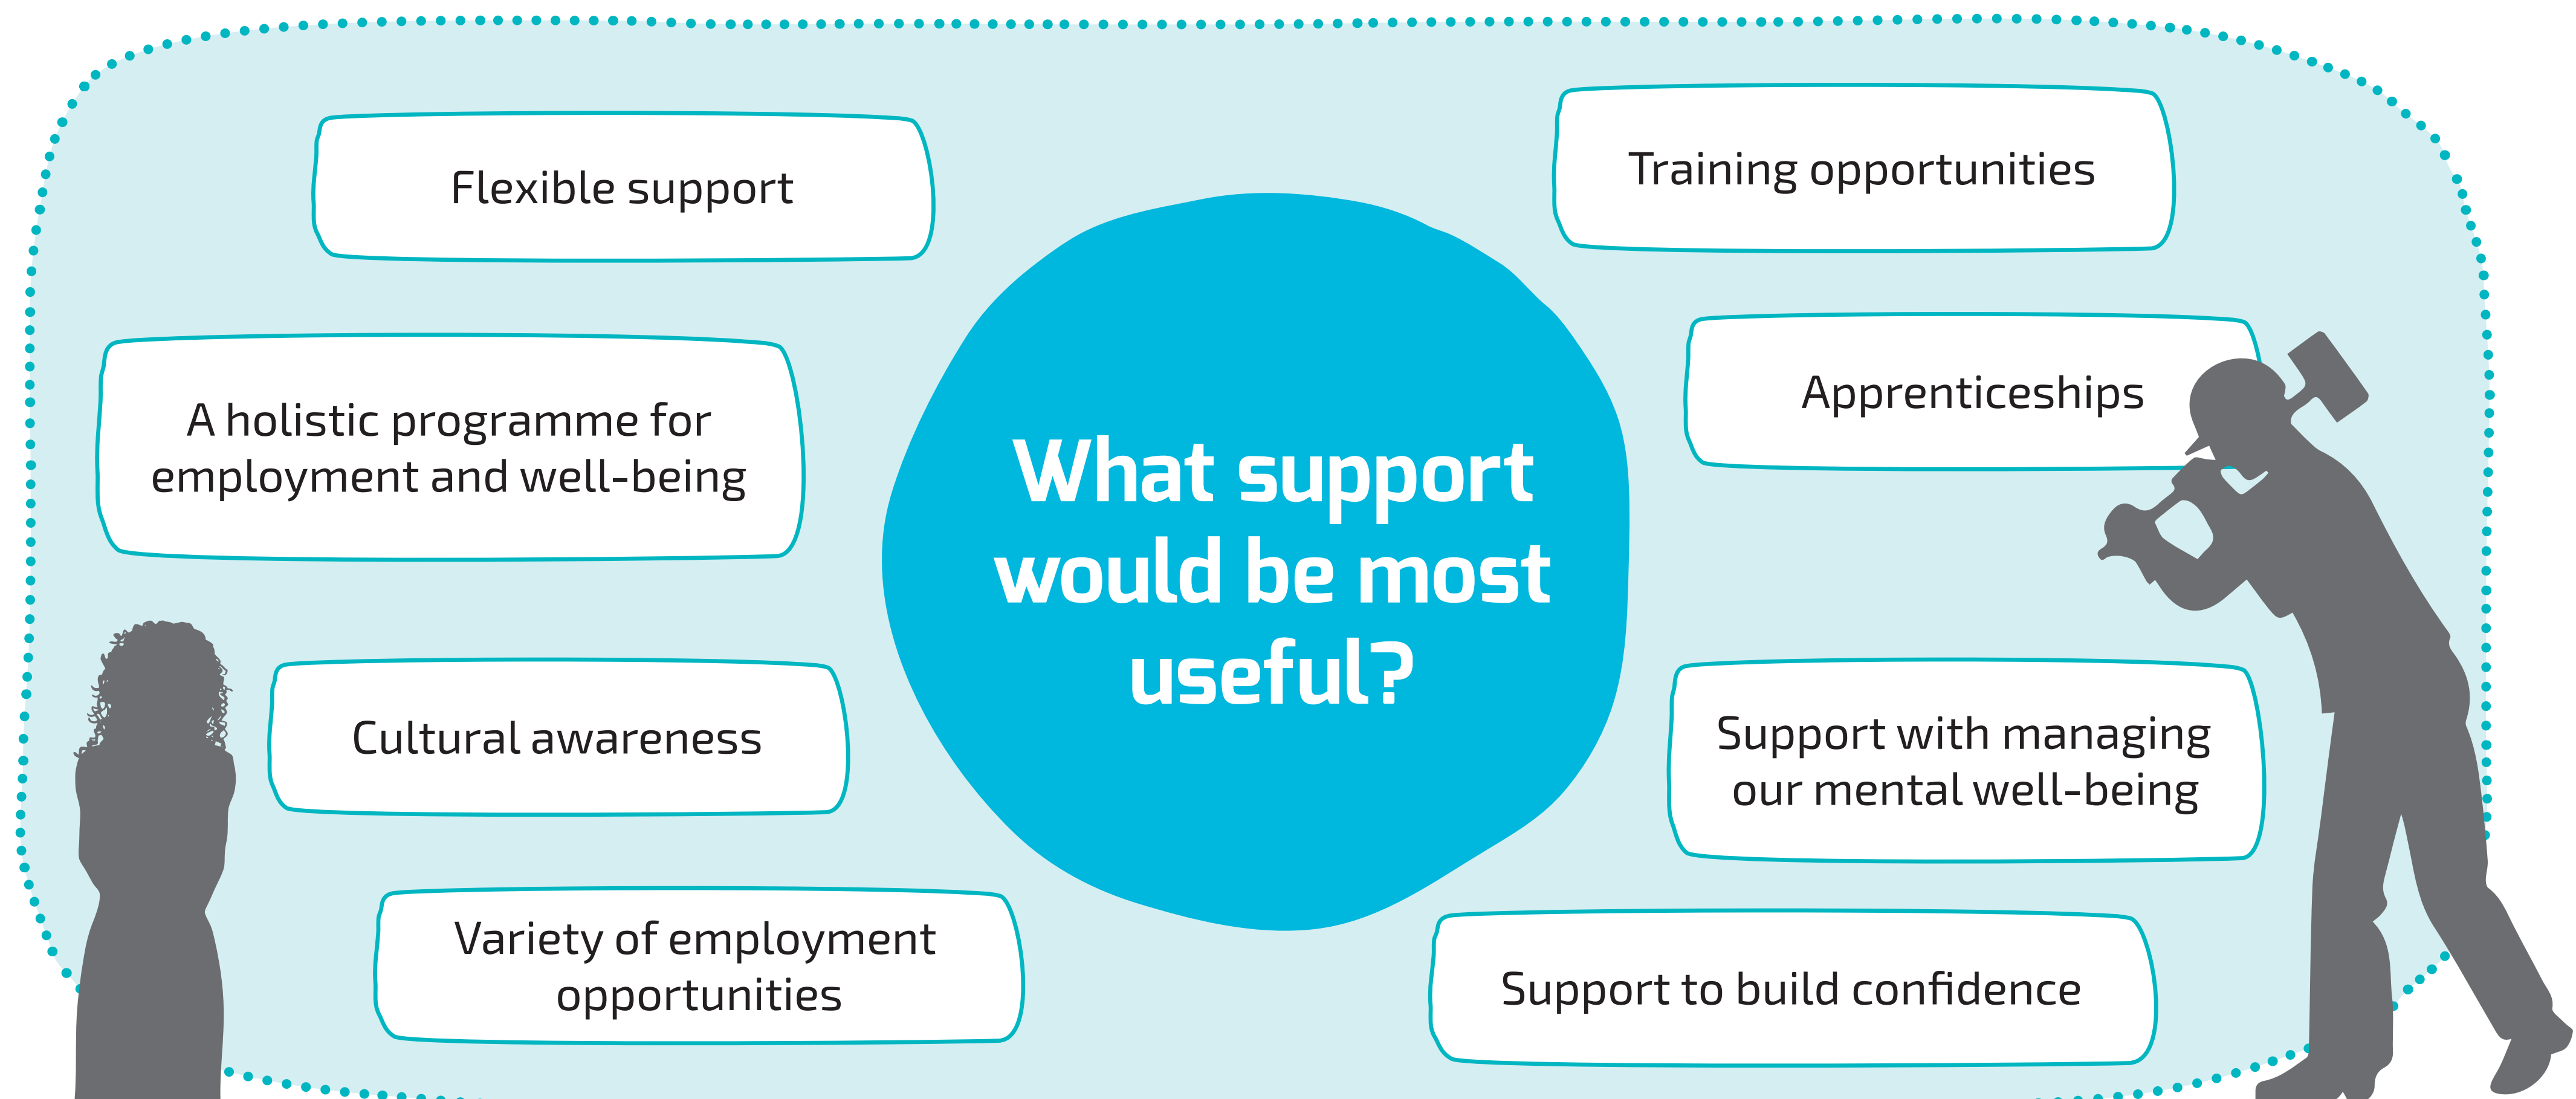 Flexible support
A holistic programme for
employment and well-being
Cultural awareness
Variety of employment
opportunities
What support
would be most
useful?
Training opportunities
Apprenticeships
Support with managing
our mental well-being
Support to build confidence